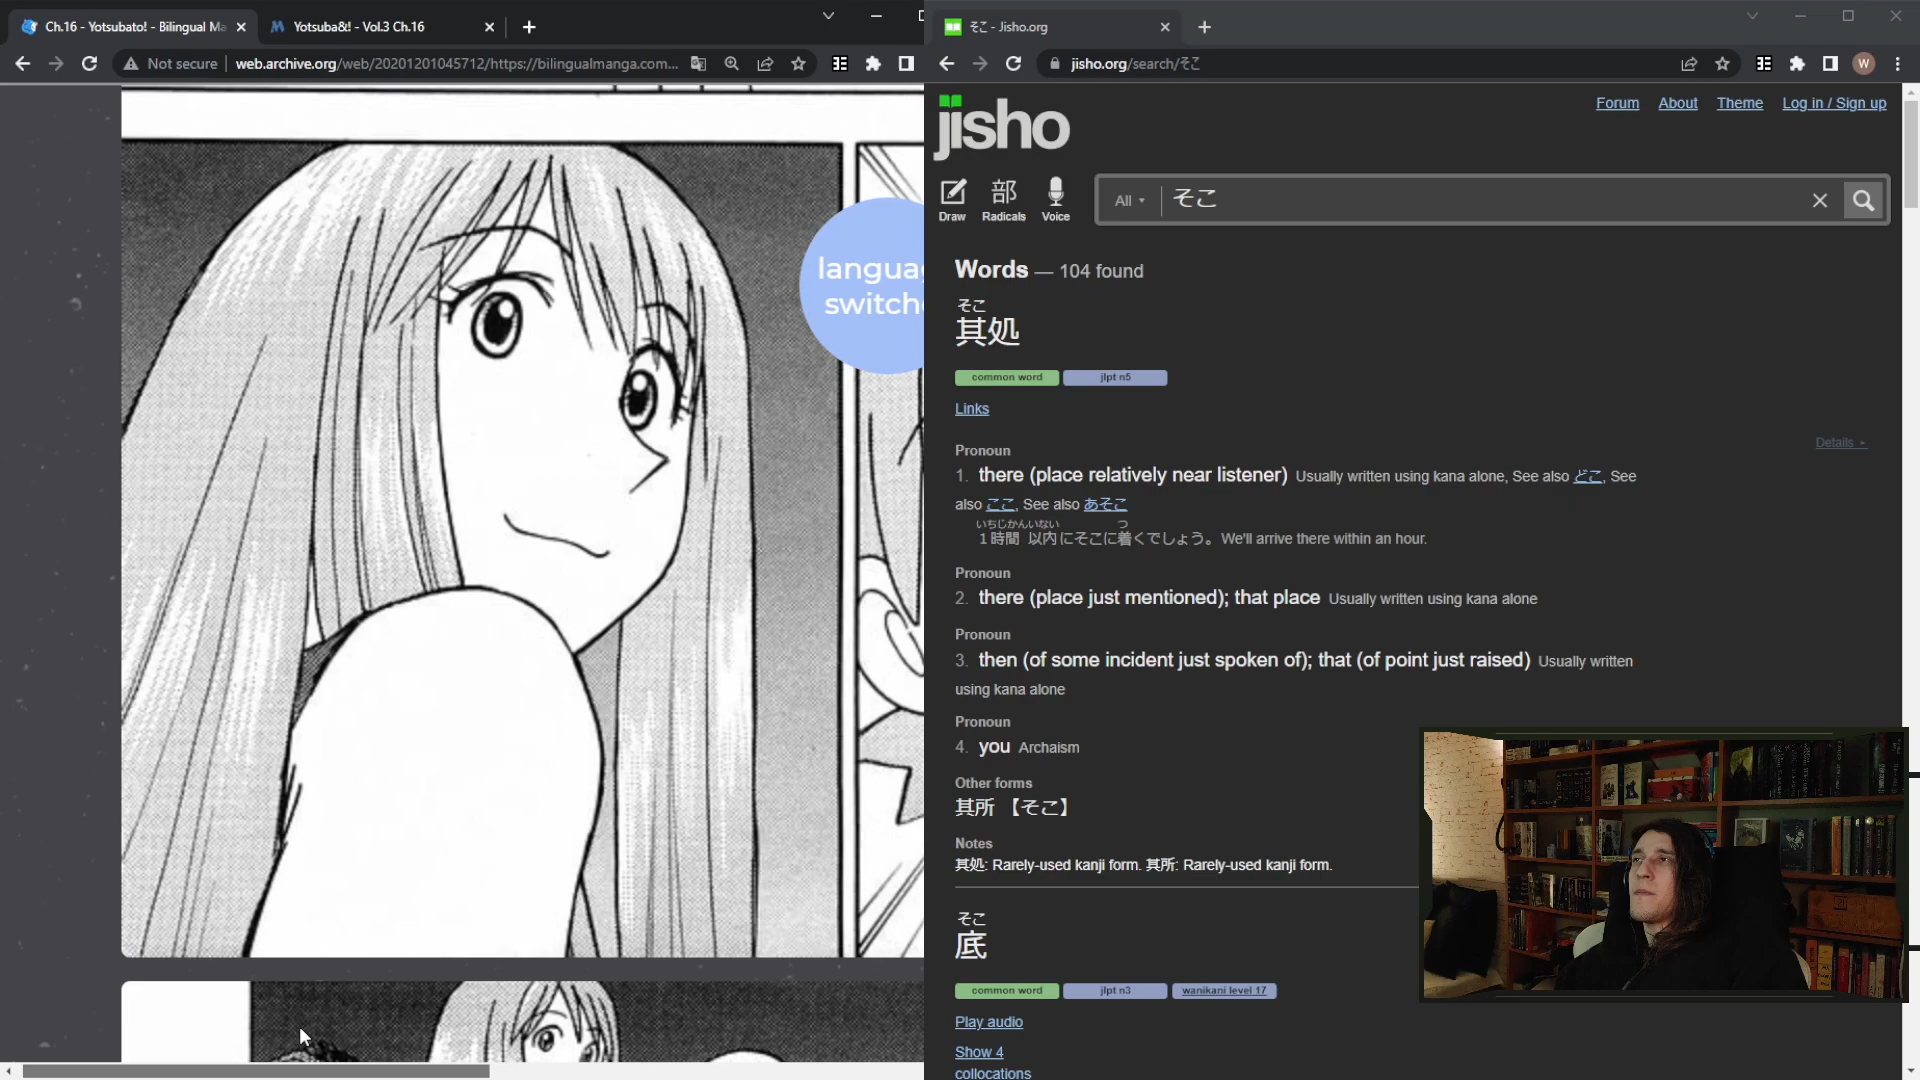 Ch.16 - Yotsubato! - Bilingual Ma
Yotsuba&! - Vol.3 Ch.16
Not secure
web.archive.org/web/20201201045712/https://bilingualmanga.com...
langua
switch
そこ - Jisho.org
jisho.org/search/そこ
W
jisho
Forum
About
Theme
Log in / Sign up
Draw
部
Radicals
Voice
All
そこ
Words — 104 found
そこ
其処
common word
jlpt n5
Links
Details
Pronoun
1. there (place relatively near listener) Usually written using kana alone, See also どこ, See
also ここ, See also あそこ
いちじかんいない つ
１時間 以内にそこに着くでしょう。We'll arrive there within an hour.
Pronoun
2. there (place just mentioned); that place Usually written using kana alone
Pronoun
3. then (of some incident just spoken of); that (of point just raised) Usually written
using kana alone
Pronoun
4. you Archaism
Other forms
其所 【そこ】
Notes
其処: Rarely-used kanji form. 其所: Rarely-used kanji form.
そこ
底
common word
jlpt n3
wanikani level 17
Play audio
Show 4
collocations